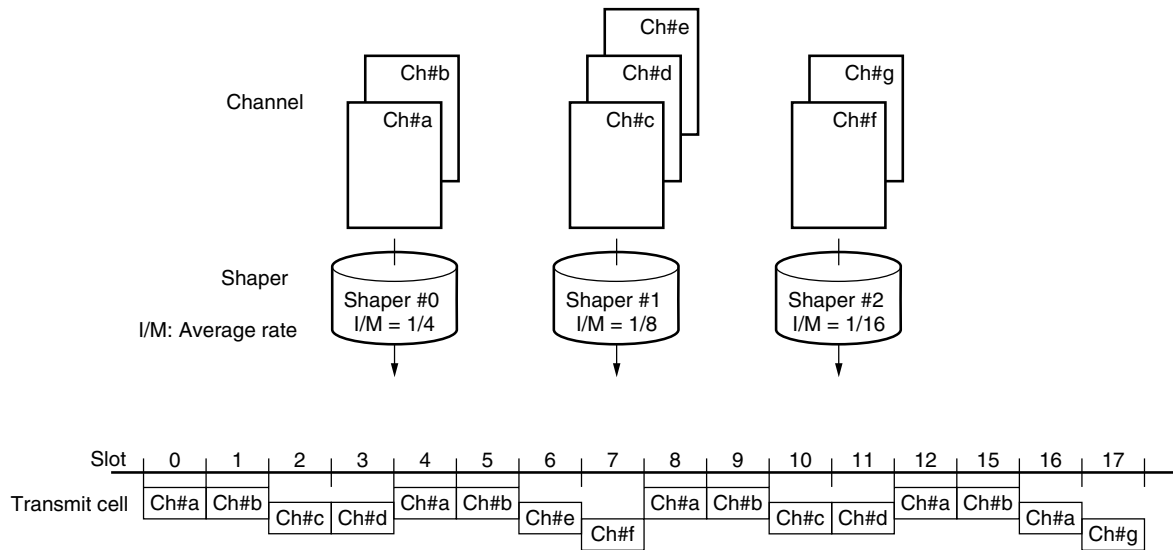 Ch#e
Ch#b Ch#d Ch#g
Channel
Ch#a Ch#c Ch#f
Shaper
Shaper #0 Shaper #1 Shaper #2
I/M: Average rate I/M = 1/4 I/M = 1/8 I/M = 1/16
Slot 0 1 2 3 4 5 6 7 8 9 10 11 12 15 16 17
Transmit cell Ch#a Ch#b Ch#c Ch#d Ch#a Ch#b Ch#e Ch#f Ch#a Ch#b Ch#c Ch#d Ch#a Ch#b Ch#a Ch#g